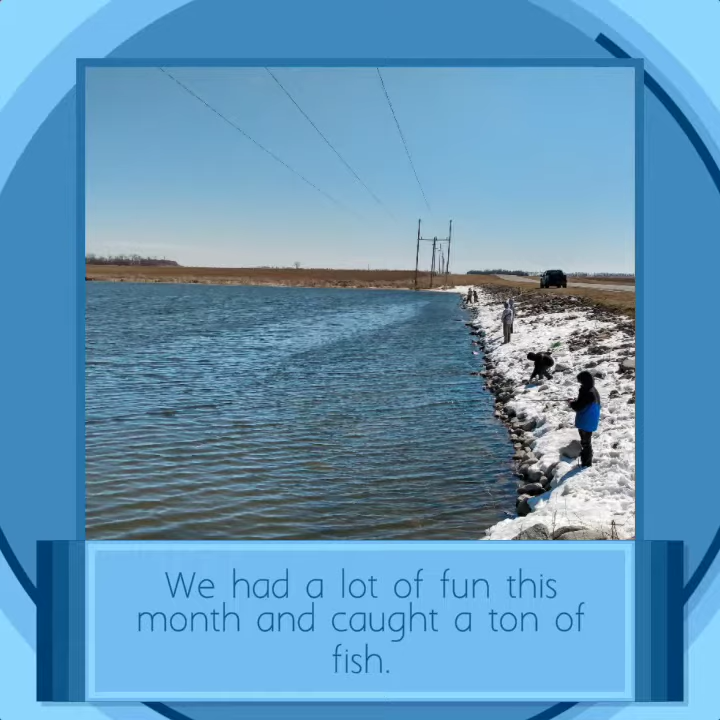 We had a lot of fun this
month and caught a ton of
fish.